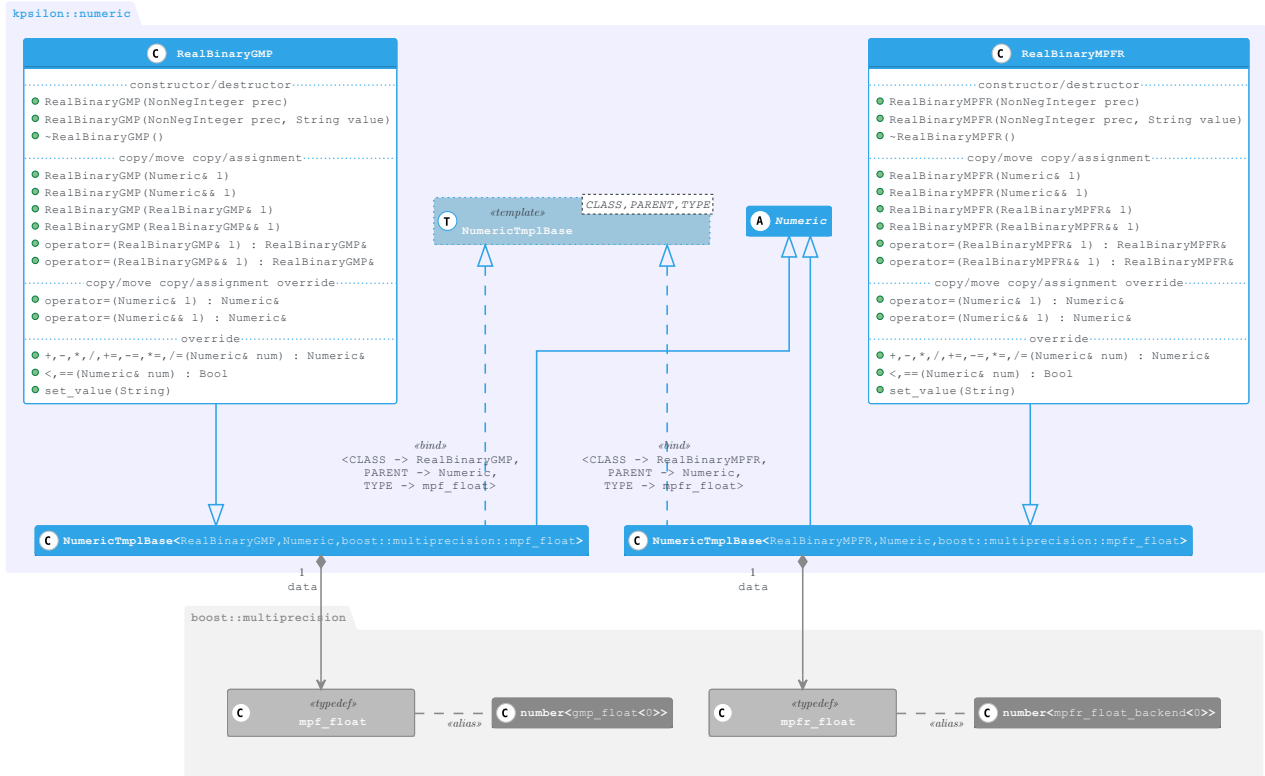 kpsilon::numeric
C RealBinaryGMP
constructor/destructor
RealBinaryGMP(NonNegInteger prec)
RealBinaryGMP(NonNegInteger prec, String value)
~RealBinaryGMP()
copy/move copy/assignment
RealBinaryGMP(Numeric& l)
RealBinaryGMP(Numeric&& l)
RealBinaryGMP(RealBinaryGMP& l)
RealBinaryGMP(RealBinaryGMP&& l)
operator=(RealBinaryGMP& l) : RealBinaryGMP&
operator=(RealBinaryGMP&& l) : RealBinaryGMP&
copy/move copy/assignment override
operator=(Numeric& l) : Numeric&
operator=(Numeric&& l) : Numeric&
override
+,-,*,/,+=,-=,*=,/=(Numeric& num) : Numeric&
<,==(Numeric& num) : Bool
set_value(String)
CLASS,PARENT,TYPE
T «template»
NumericTmplBase
A Numeric
C RealBinaryMPFR
constructor/destructor
RealBinaryMPFR(NonNegInteger prec)
RealBinaryMPFR(NonNegInteger prec, String value)
~RealBinaryMPFR()
copy/move copy/assignment
RealBinaryMPFR(Numeric& l)
RealBinaryMPFR(Numeric&& l)
RealBinaryMPFR(RealBinaryMPFR& l)
RealBinaryMPFR(RealBinaryMPFR&& l)
operator=(RealBinaryMPFR& l) : RealBinaryMPFR&
operator=(RealBinaryMPFR&& l) : RealBinaryMPFR&
copy/move copy/assignment override
operator=(Numeric& l) : Numeric&
operator=(Numeric&& l) : Numeric&
override
+,-,*,/,+=,-=,*=,/=(Numeric& num) : Numeric&
<,==(Numeric& num) : Bool
set_value(String)
«bind»
<CLASS -> RealBinaryGMP,
PARENT -> Numeric,
TYPE -> mpf_float>
«bind»
<CLASS -> RealBinaryMPFR,
PARENT -> Numeric,
TYPE -> mpfr_float>
C NumericTmplBase<RealBinaryGMP,Numeric,boost::multiprecision::mpf_float>
C NumericTmplBase<RealBinaryMPFR,Numeric,boost::multiprecision::mpfr_float>
1
data
1
data
boost::multiprecision
C «typedef»
mpf_float
«alias»
C number<gmp_float<0>>
C «typedef»
mpfr_float
«alias»
C number<mpfr_float_backend<0>>